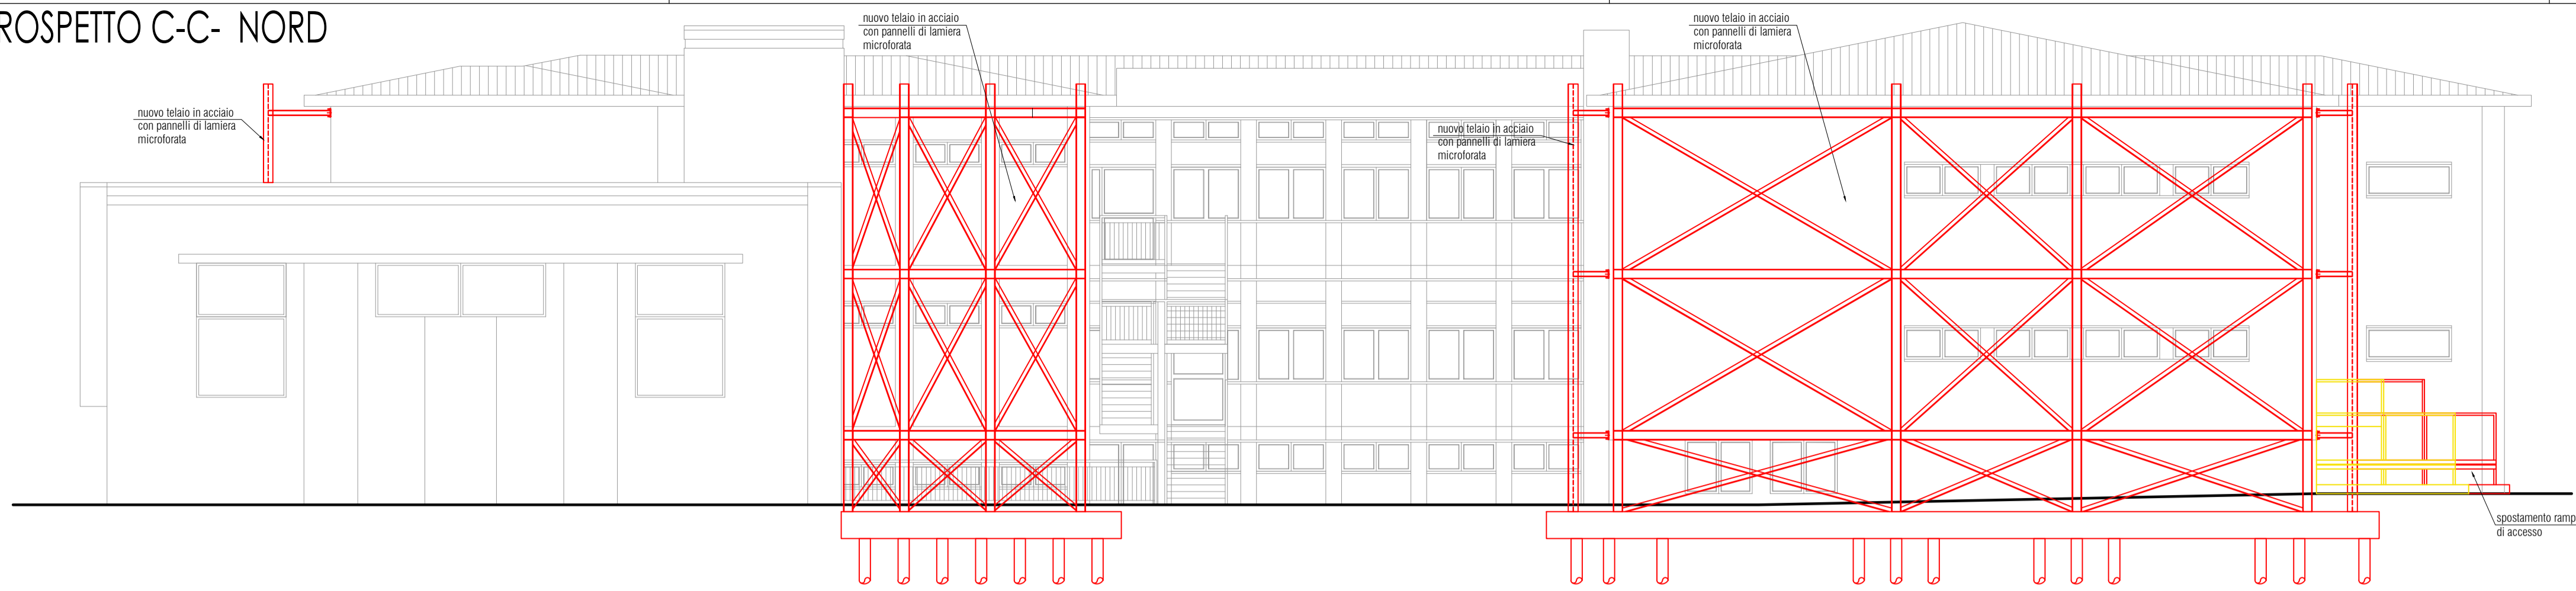 ROSPETTO C-C- NORD
nuovo telaio in acciaio
con pannelli di lamiera
microforata
nuovo telaio in acciaio
con pannelli di lamiera
microforata
nuovo telaio in acciaio
con pannelli di lamiera
microforata
nuovo telaio in acciaio
con pannelli di lamiera
microforata
spostamento ramp
di accesso